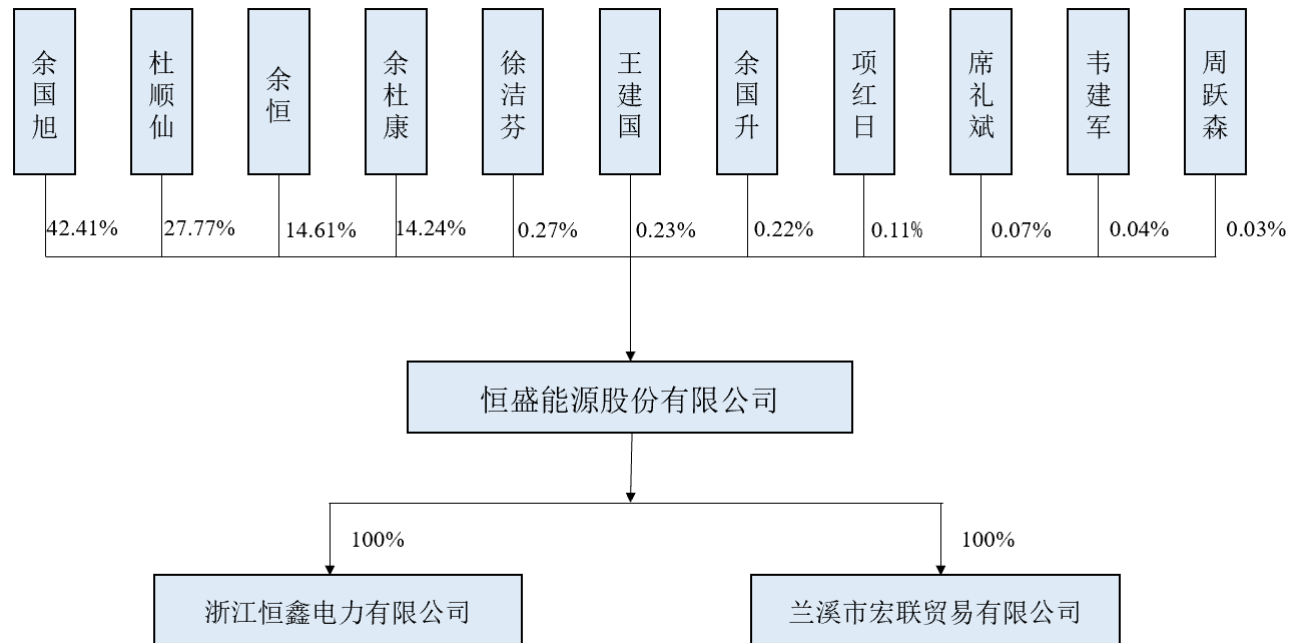 余国旭
杜顺仙
余恒
余杜康
徐洁芬
王建国
余国升
项红日
席礼斌
韦建军
周跃森
42.41%
27.77%
14.61%
14.24%
0.27%
0.23%
0.22%
0.11%
0.07%
0.04%
0.03%
恒盛能源股份有限公司
100%
100%
浙江恒鑫电力有限公司
兰溪市宏联贸易有限公司